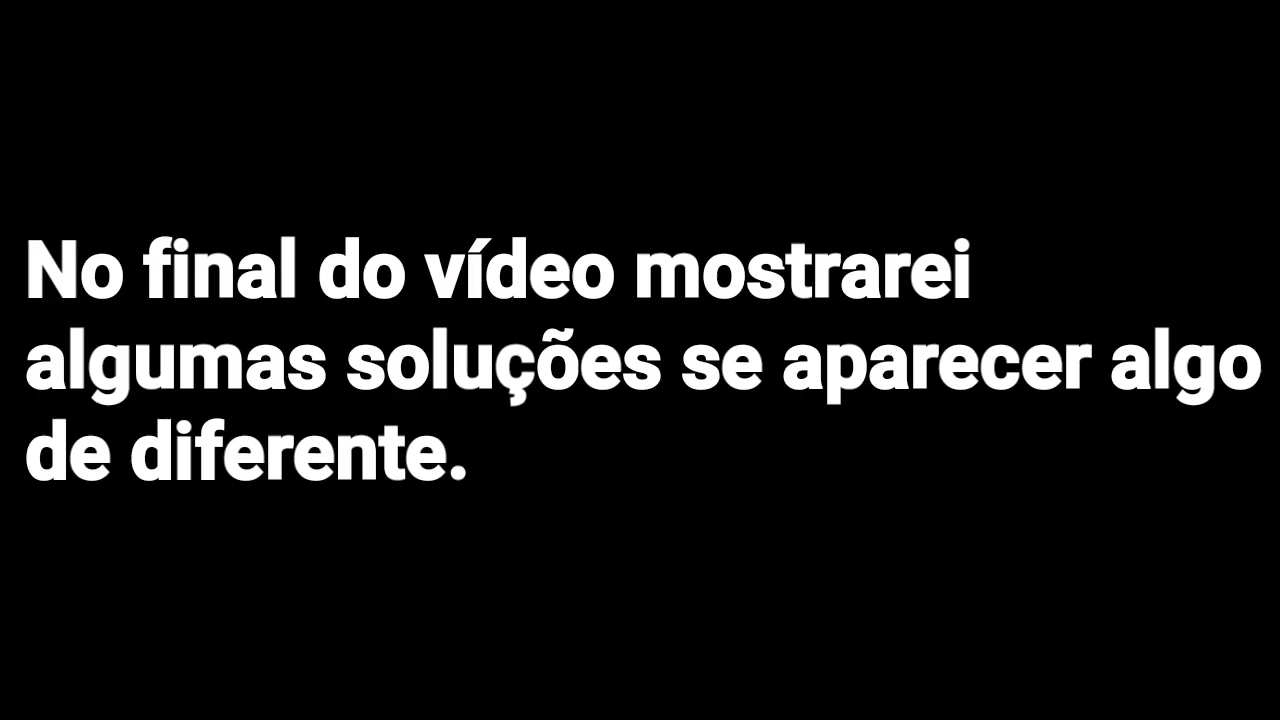 No final do vídeo mostrarei
algumas soluções se aparecer algo
de diferente.